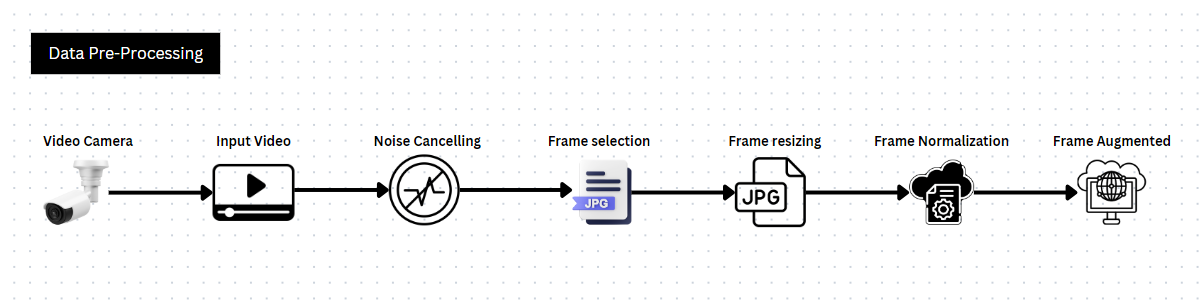 Data Pre-Processing
Video Camera
Input Video
Noise Cancelling
Frame selection
Frame resizing
Frame Normalization
Frame Augmented
JPG
JPG